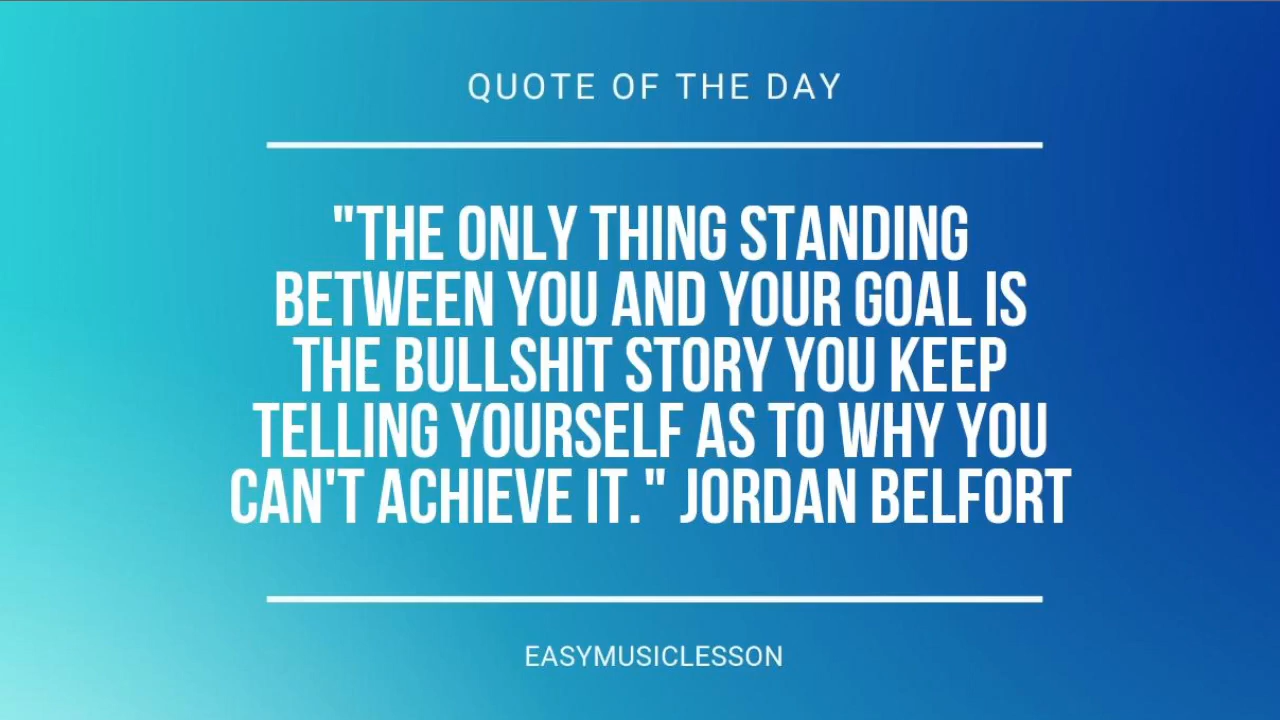 QUOTE OF THE DAY
"THE ONLY THING STANDING
BETWEEN YOU AND YOUR GOAL IS
THE BULLSHIT STORY YOU KEEP
TELLING YOURSELF AS TO WHY YOU
CAN'T ACHIEVE IT." JORDAN BELFORT
EASYMUSICLESSON